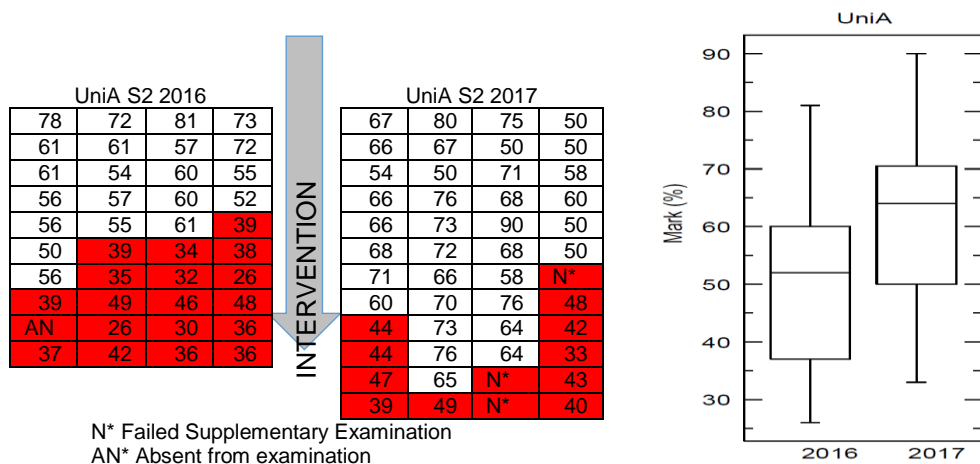 UniA S2 2016
78 72 81 73
61 61 57 72
61 54 60 55
56 57 60 52
56 55 61 39
50 39 34 38
56 35 32 26
39 49 46 48
AN 26 30 36
37 42 36 36
INTERVENTION
UniA S2 2017
67 80 75 50
66 67 50 50
54 50 71 58
66 76 68 60
66 73 90 50
68 72 68 50
71 66 58 N*
60 70 76 48
44 73 64 42
44 76 64 33
47 65 N* 43
39 49 N* 40
N* Failed Supplementary Examination
AN* Absent from examination
UniA
Mark (%)
90
80
70
60
50
40
30
2016 2017